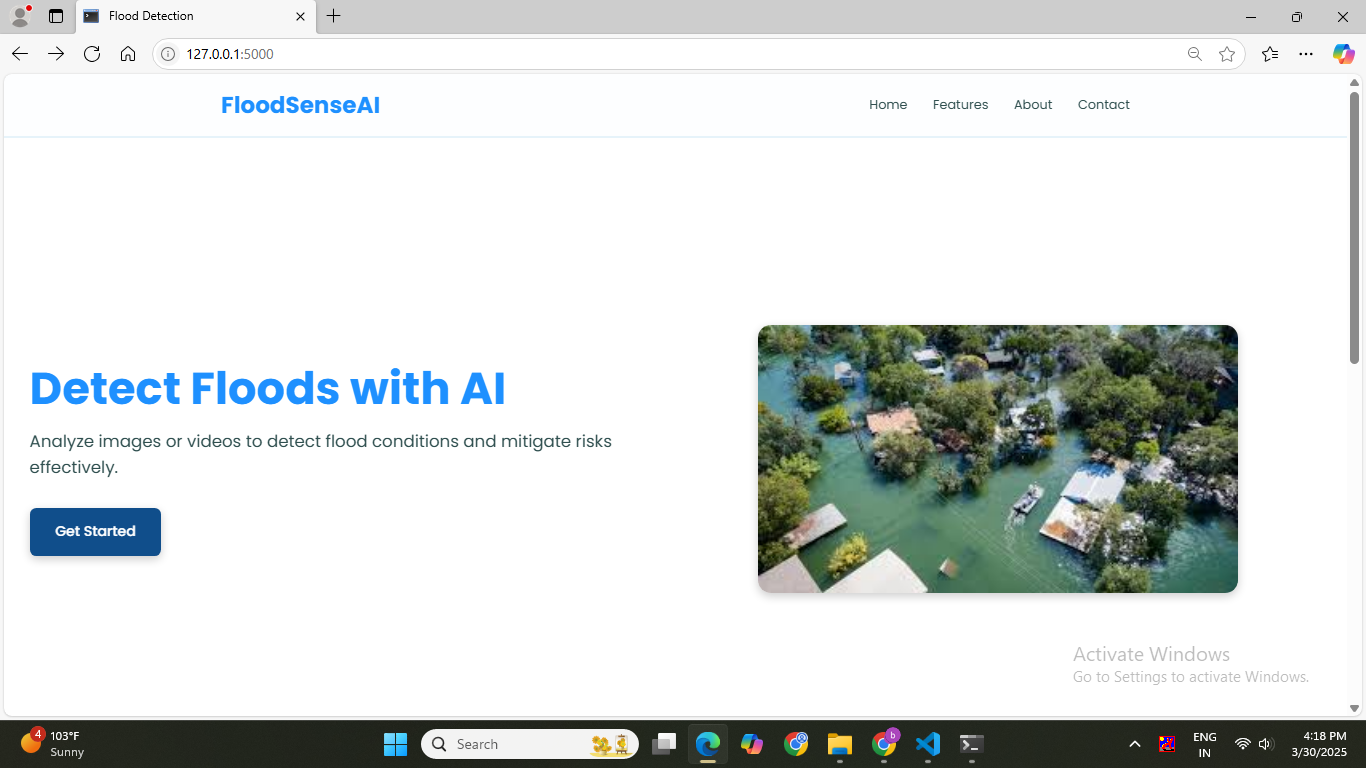 Flood Detection
127.0.0.1:5000
FloodSenseAI
Home Features About Contact
Detect Floods with AI
Analyze images or videos to detect flood conditions and mitigate risks
effectively.
Get Started
Activate Windows
Go to Settings to activate Windows.
4
103°F
Sunny
Search
b
ENG
IN
4:18 PM
3/30/2025